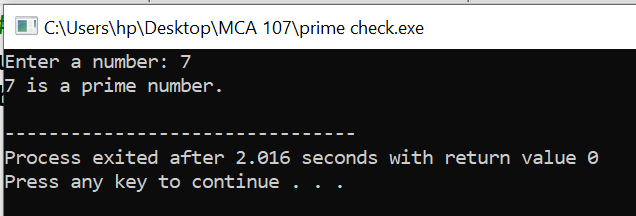 C:\Users\hp\Desktop\MCA 107\prime check.exe
Enter a number: 7
7 is a prime number.
--------------------------------
Process exited after 2.016 seconds with return value 0
Press any key to continue . . .